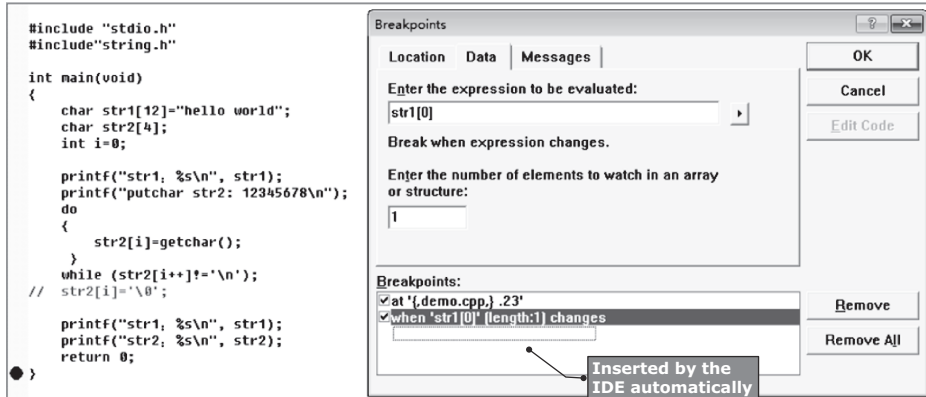 #include "stdio.h"
#include"string.h"
int main(void)
{
char str1[12]="hello world";
char str2[4];
int i=0;
printf("str1: %s\n", str1);
printf("putchar str2: 12345678\n");
do
{
str2[i]=getchar();
}
while (str2[i++]!='\n');
// str2[i]='\0';
printf("str1: %s\n", str1);
printf("str2: %s\n", str2);
return 0;
}
Breakpoints
Location Data Messages
Enter the expression to be evaluated:
str1[0]
Break when expression changes.
Enter the number of elements to watch in an array
or structure:
1
OK
Cancel
Edit Code
Breakpoints:
at '{,demo.cpp,} .23'
when 'str1[0]' (length:1) changes
Remove
Remove All
Inserted by the
IDE automatically